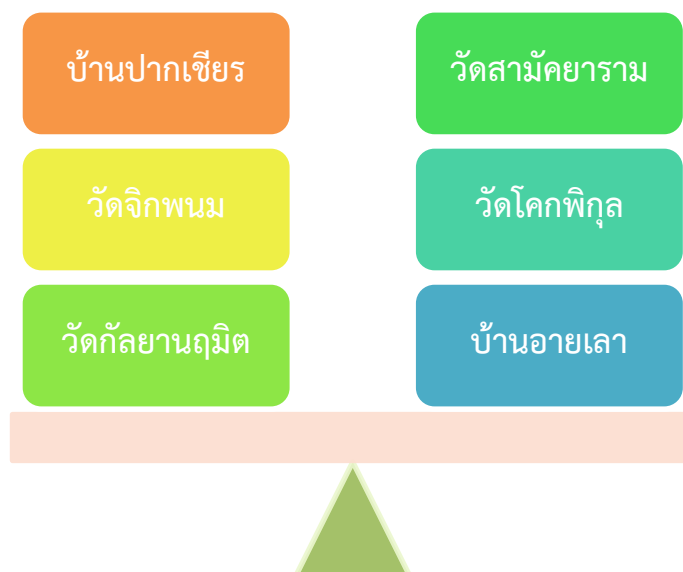 บ้านปากเชียร
วัดจิกพนม
วัดกัลยานฤมิต
วัดสามัคยาราม
วัดโคกพิกุล
บ้านอายเลา